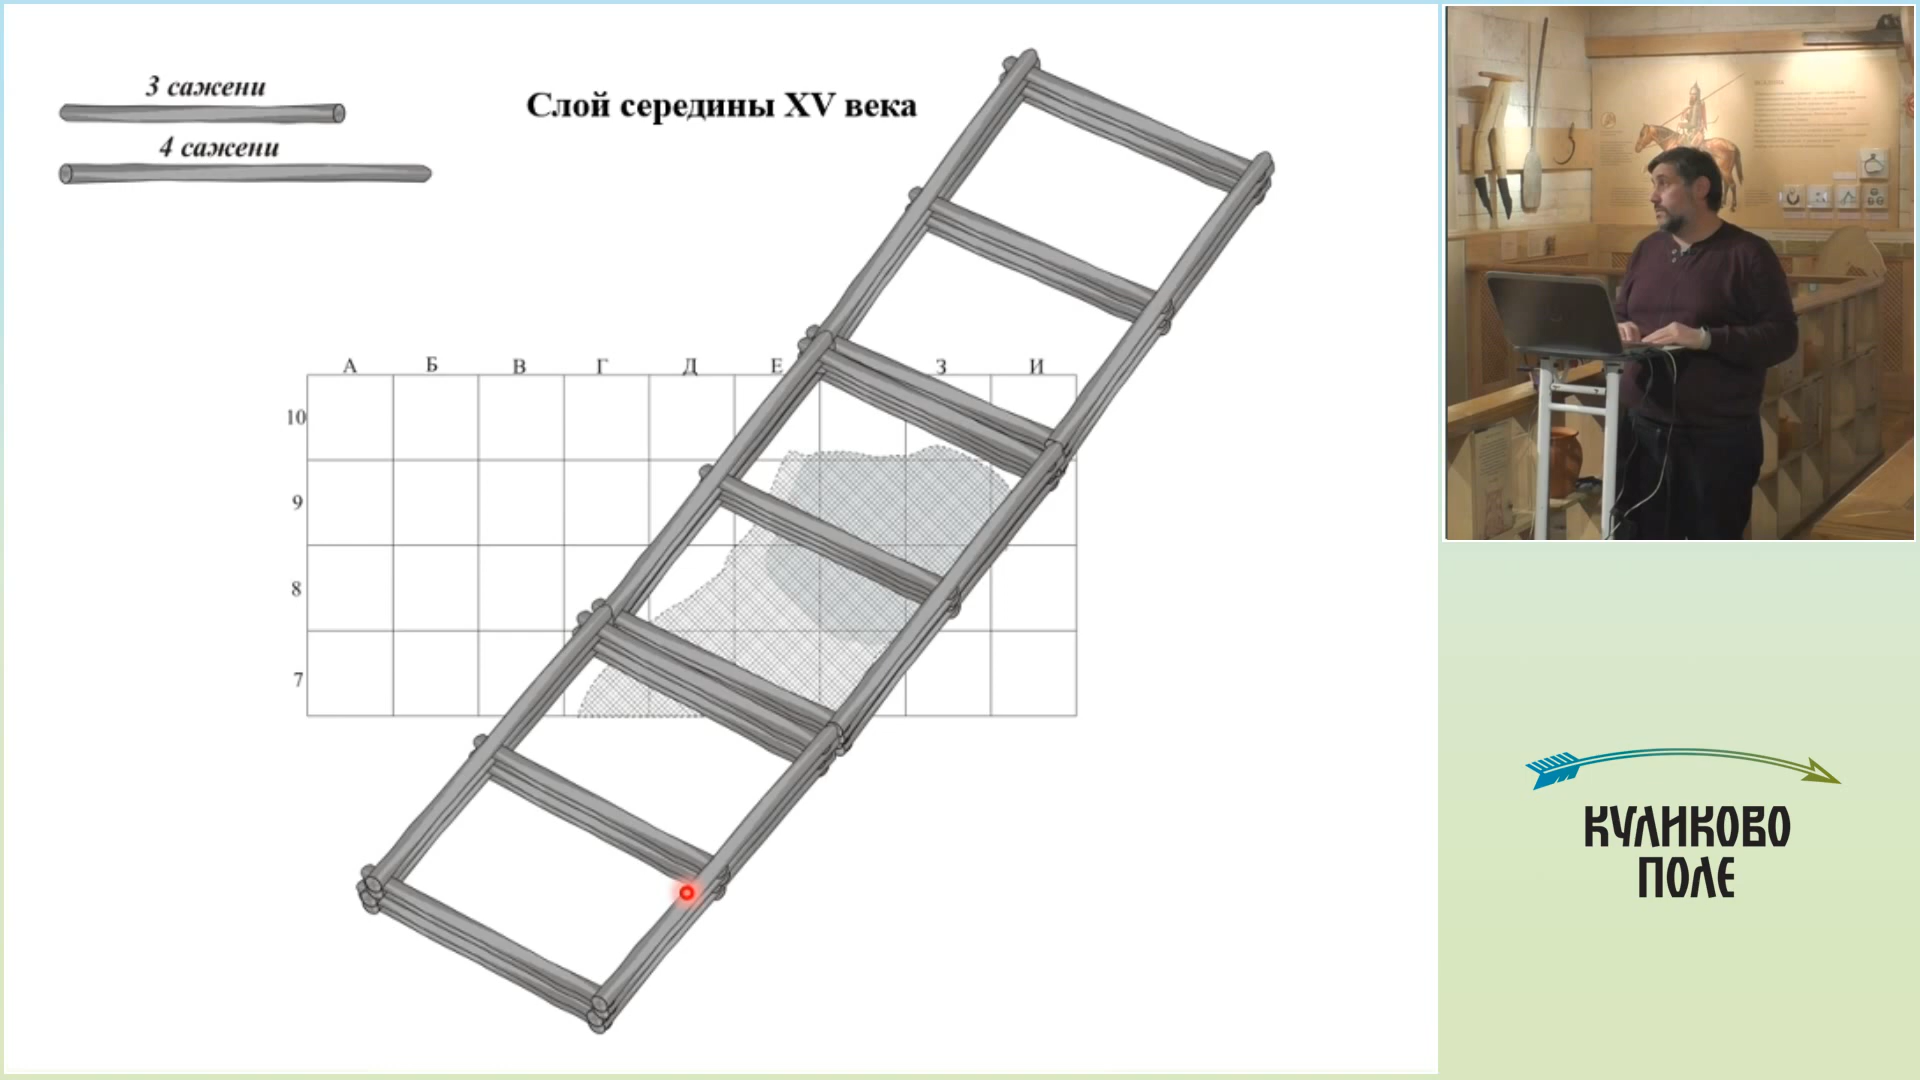 3 сажени
4 сажени
Слой середины XV века
А Б В Г Д Е З И
10
9
8
7
КУЛИКОВО
ПОЛЕ